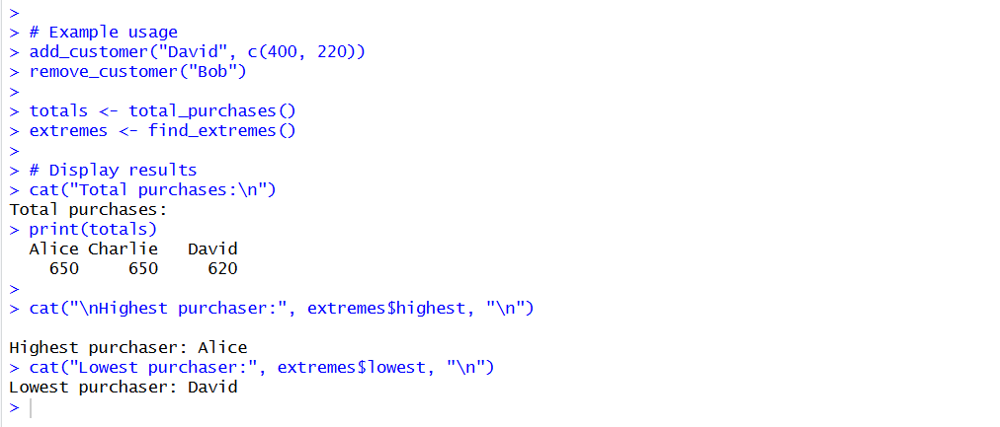 >
> # Example usage
> add_customer("David", c(400, 220))
> remove_customer("Bob")
>
> totals <- total_purchases()
> extremes <- find_extremes()
>
> # Display results
> cat("Total purchases:\n")
Total purchases:
> print(totals)
  Alice Charlie   David
    650     650     620
>
> cat("\nHighest purchaser:", extremes$highest, "\n")

Highest purchaser: Alice
> cat("Lowest purchaser:", extremes$lowest, "\n")
Lowest purchaser: David
>